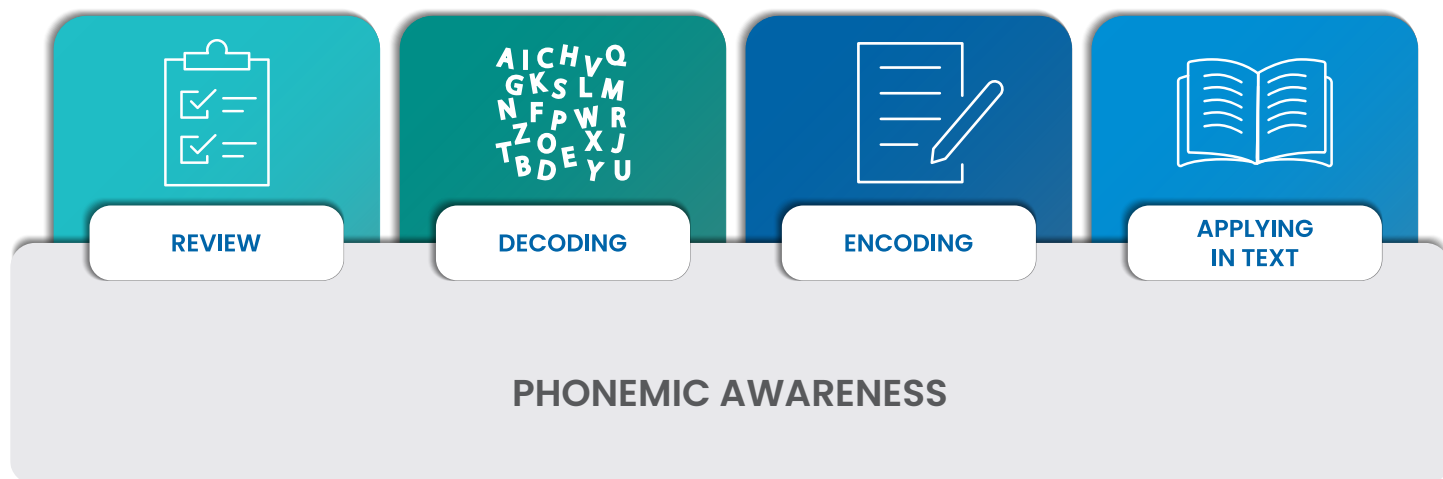 A I C H V Q
G K S L M
N F P W R
Z O X J
T B D E Y U
REVIEW
DECODING
ENCODING
APPLYING
IN TEXT
PHONEMIC AWARENESS